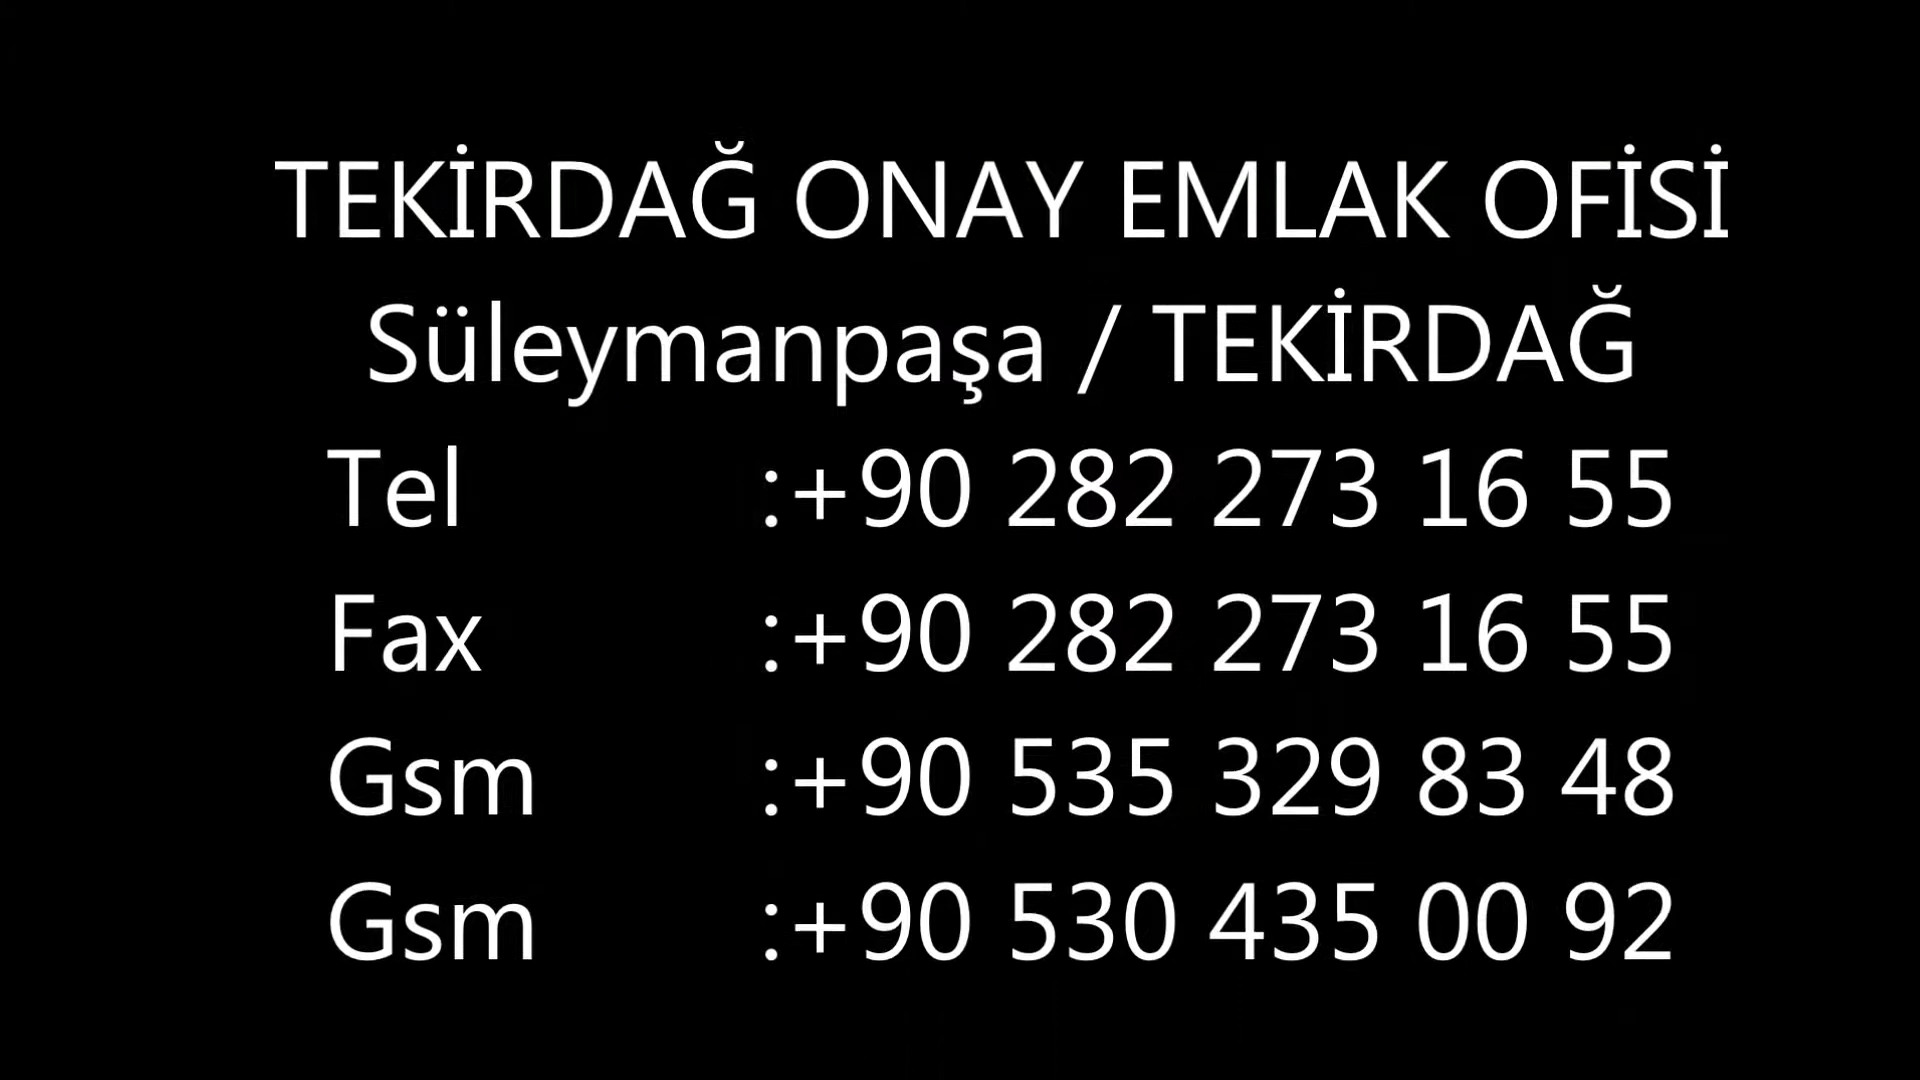 TEKİRDAĞ ONAY EMLAK OFİSİ
Süleymanpaşa / TEKİRDAĞ
Tel :+90 282 273 16 55
Fax :+90 282 273 16 55
Gsm :+90 535 329 83 48
Gsm :+90 530 435 00 92